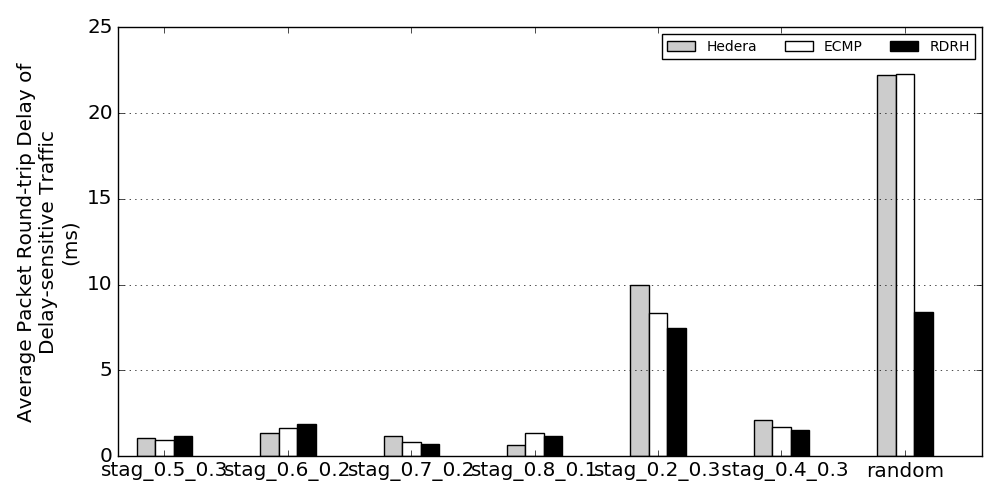 Average Packet Round-trip Delay of
Delay-sensitive Traffic
(ms)
25
20
15
10
5
0
Hedera ECMP RDRH
stag_0.5_0.3 stag_0.6_0.2 stag_0.7_0.2 stag_0.8_0.1 stag_0.2_0.3 stag_0.4_0.3 random